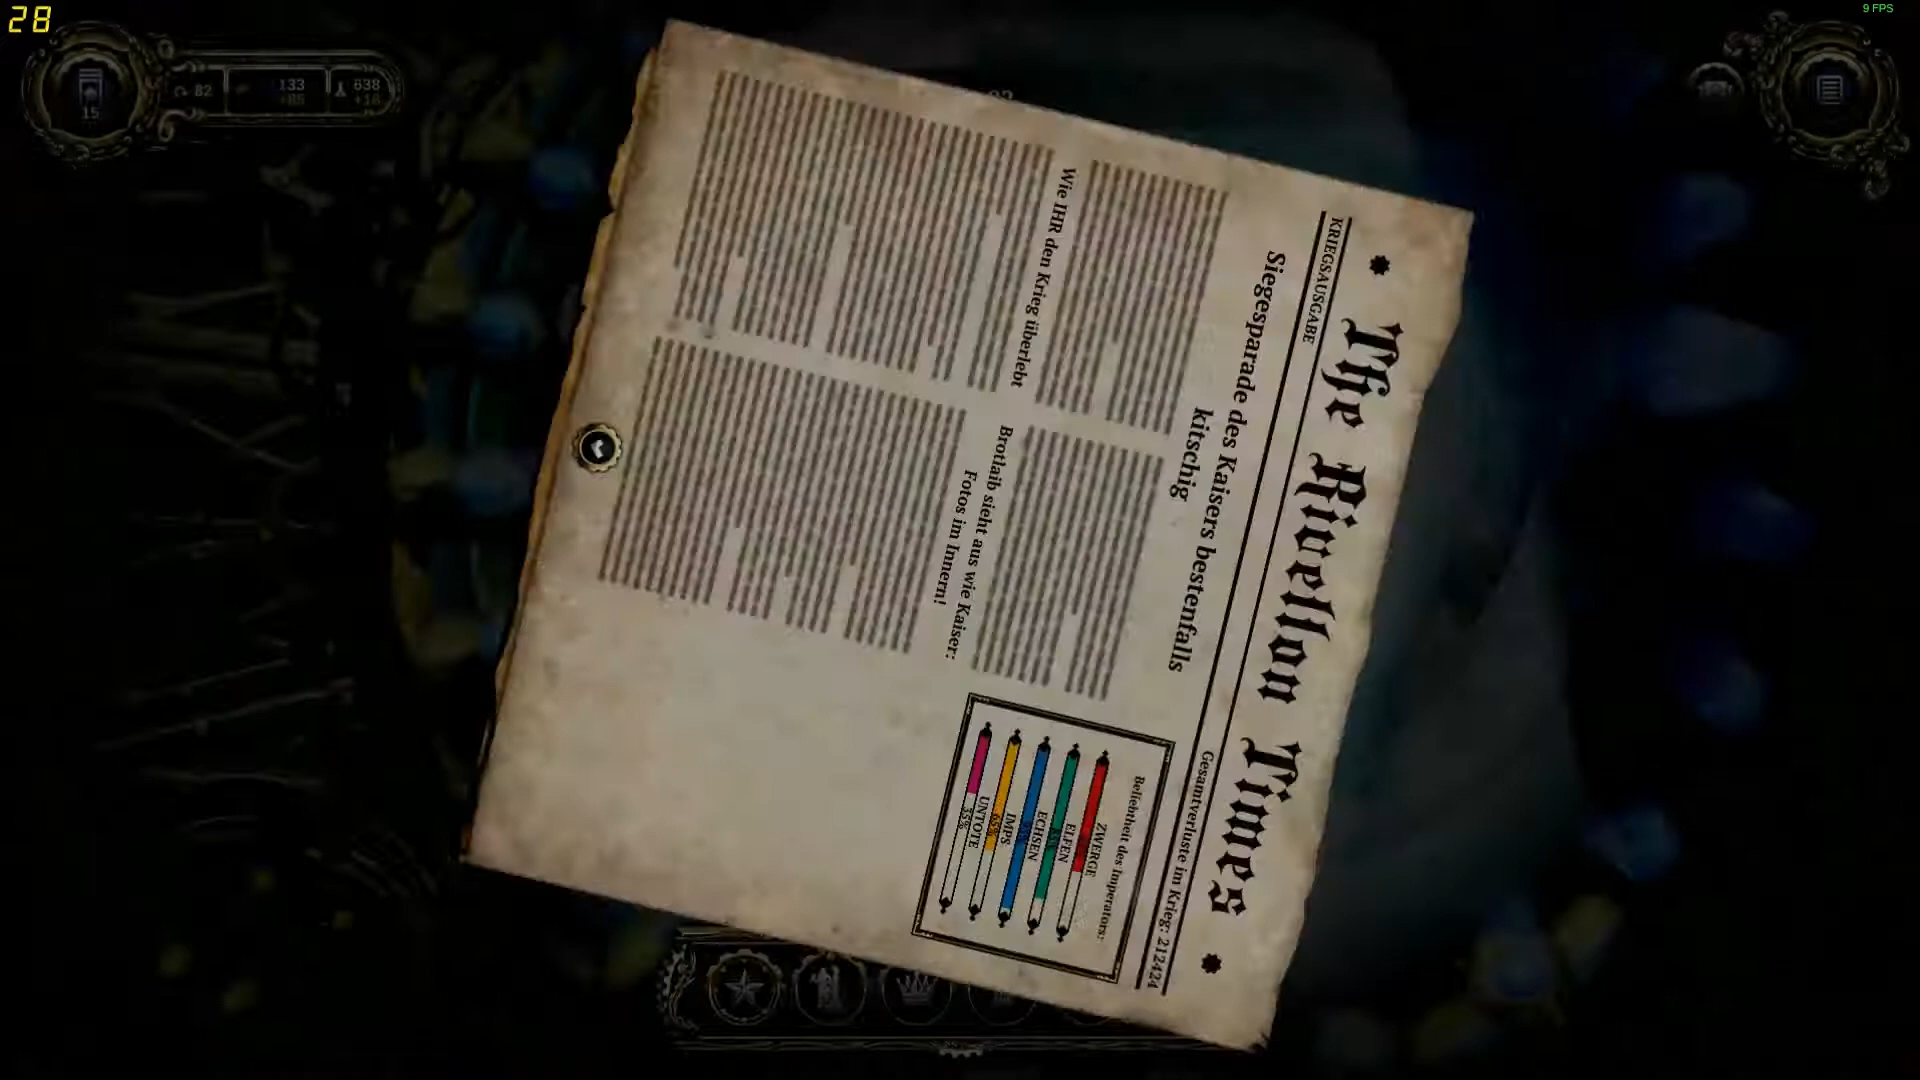 28
9 FPS
15
82
133
+85
638
+16
The Rivellon Times
KRIEGSAUSGABE
Gesamtverluste im Krieg: 212424
Siegesparade des Kaisers bestenfalls
kitschig
Wie IHR den Krieg überlebt
Brotlaib sieht aus wie Kaiser:
Fotos im Innern!
Beliebtheit des Imperators:
ZWERGE
ELFEN
ECHSEN
IMPS
65%
UNTOTE
35%